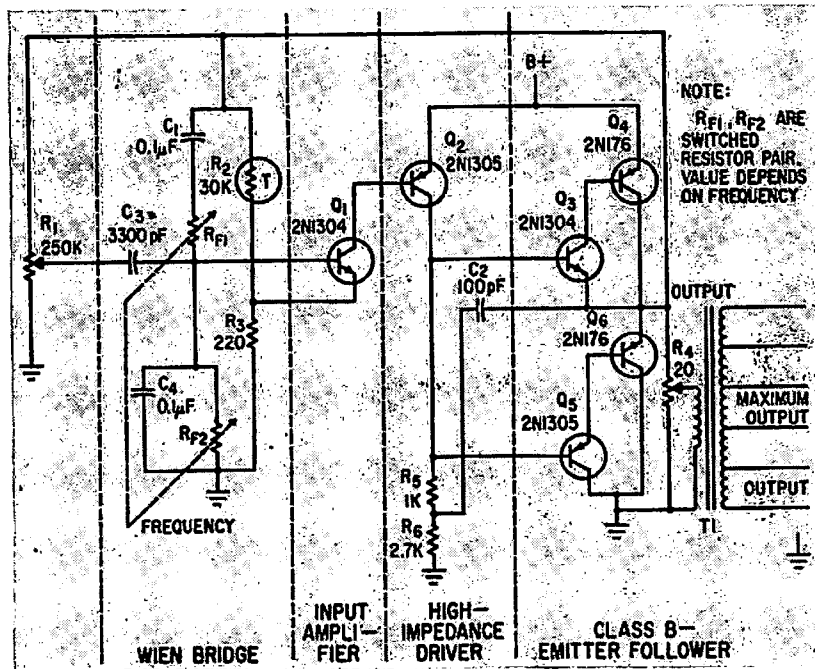 B+
NOTE:
RF1, RF2 ARE
SWITCHED
RESISTOR PAIR.
VALUE DEPENDS
ON FREQUENCY
C1
0.1µF
R2
30K
T
Q2
2N1305
Q4
2N176
C3 =
3300 pF
RF1
Q1
2N1304
Q3
2N1304
R1
250K
C2
100 pF
OUTPUT
R3
220
Q6
2N176
R4
20
C4
0.1µF
RF2
Q5
2N1305
MAXIMUM
OUTPUT
R5
1K
OUTPUT
FREQUENCY
R6
2.7K
T1
WIEN BRIDGE
INPUT
AMPLI–
FIER
HIGH–
IMPEDANCE
DRIVER
CLASS B–
EMITTER FOLLOWER